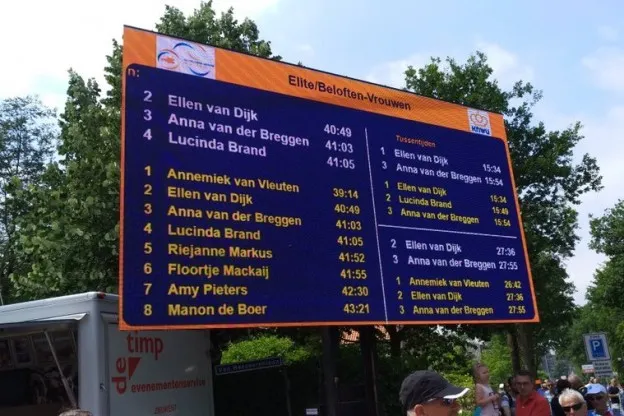 Elite/Beloften-Vrouwen
KNWU
n:
2 Ellen van Dijk 40:49
3 Anna van der Breggen 41:03
4 Lucinda Brand 41:05
1 Annemiek van Vleuten 39:14
2 Ellen van Dijk 40:49
3 Anna van der Breggen 41:03
4 Lucinda Brand 41:05
5 Riejanne Markus 41:52
6 Floortje Mackaij 41:55
7 Amy Pieters 42:30
8 Manon de Boer 43:21
Tussentijden
1 Ellen van Dijk 15:34
3 Anna van der Breggen 15:54
1 Ellen van Dijk 15:34
2 Lucinda Brand 15:49
3 Anna van der Breggen 15:54
2 Ellen van Dijk 27:36
3 Anna van der Breggen 27:55
1 Annemiek van Vleuten 26:42
2 Ellen van Dijk 27:36
3 Anna van der Breggen 27:55
timp
de evenementenservice
P